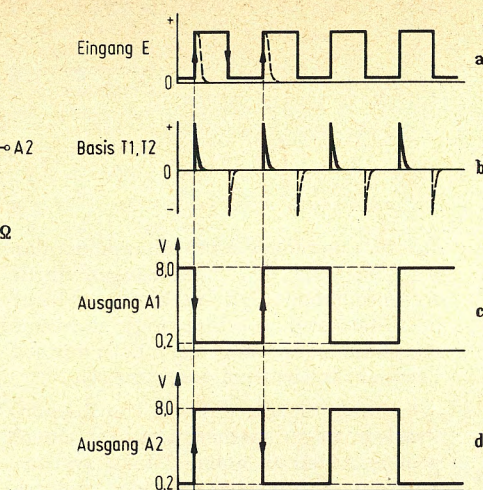 +
Eingang E
a
0
A2
+
Basis T1,T2
0
b
-
Ω
V
8,0
Ausgang A1
c
0,2
V
8,0
Ausgang A2
d
0,2